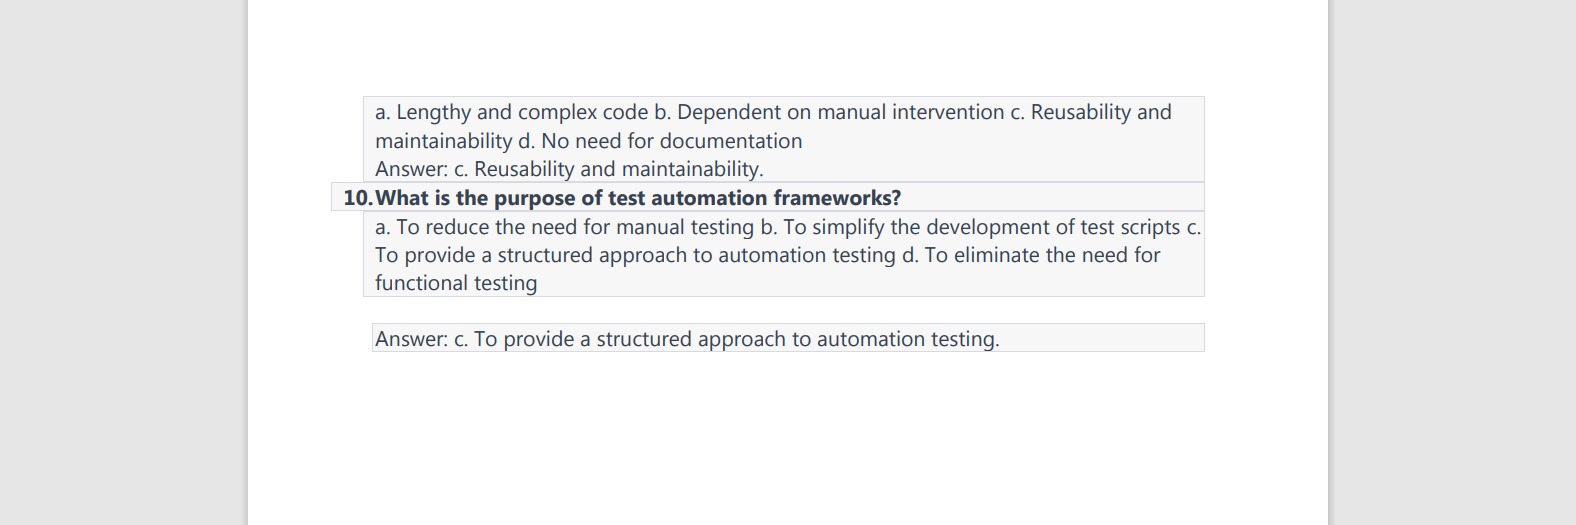 a. Lengthy and complex code b. Dependent on manual intervention c. Reusability and
maintainability d. No need for documentation
Answer: c. Reusability and maintainability.
10.What is the purpose of test automation frameworks?
a. To reduce the need for manual testing b. To simplify the development of test scripts c.
To provide a structured approach to automation testing d. To eliminate the need for
functional testing
Answer: c. To provide a structured approach to automation testing.